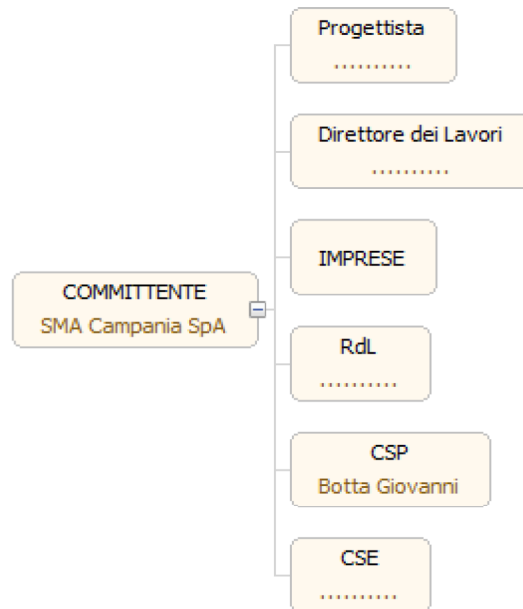 Progettista
..........
Direttore dei Lavori
..........
IMPRESE
COMMITTENTE
SMA Campania SpA
RdL
..........
CSP
Botta Giovanni
CSE
..........